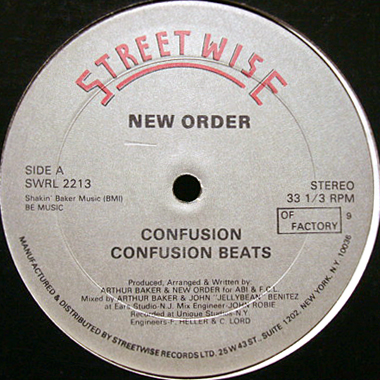 STREETWISE
NEW ORDER
SIDE A
SWRL 2213
Shakin' Baker Music (BMI)
BE MUSIC
STEREO
33 1/3 RPM
OF FACTORY 9
CONFUSION
CONFUSION BEATS
Produced, Arranged & Written by
ARTHUR BAKER & NEW ORDER for ABI & F.C.L.
Mixed by ARTHUR BAKER & JOHN "JELLYBEAN" BENITEZ
at Ears Studio-N.J. Mix Engineer JOHN ROBIE
Recorded at Unique Studios N.Y.
Engineers F. HELLER & C. LORD
MANUFACTURED & DISTRIBUTED BY STREETWISE RECORDS LTD. 25 W 43 ST., SUITE 1202, NEW YORK, N.Y. 10036